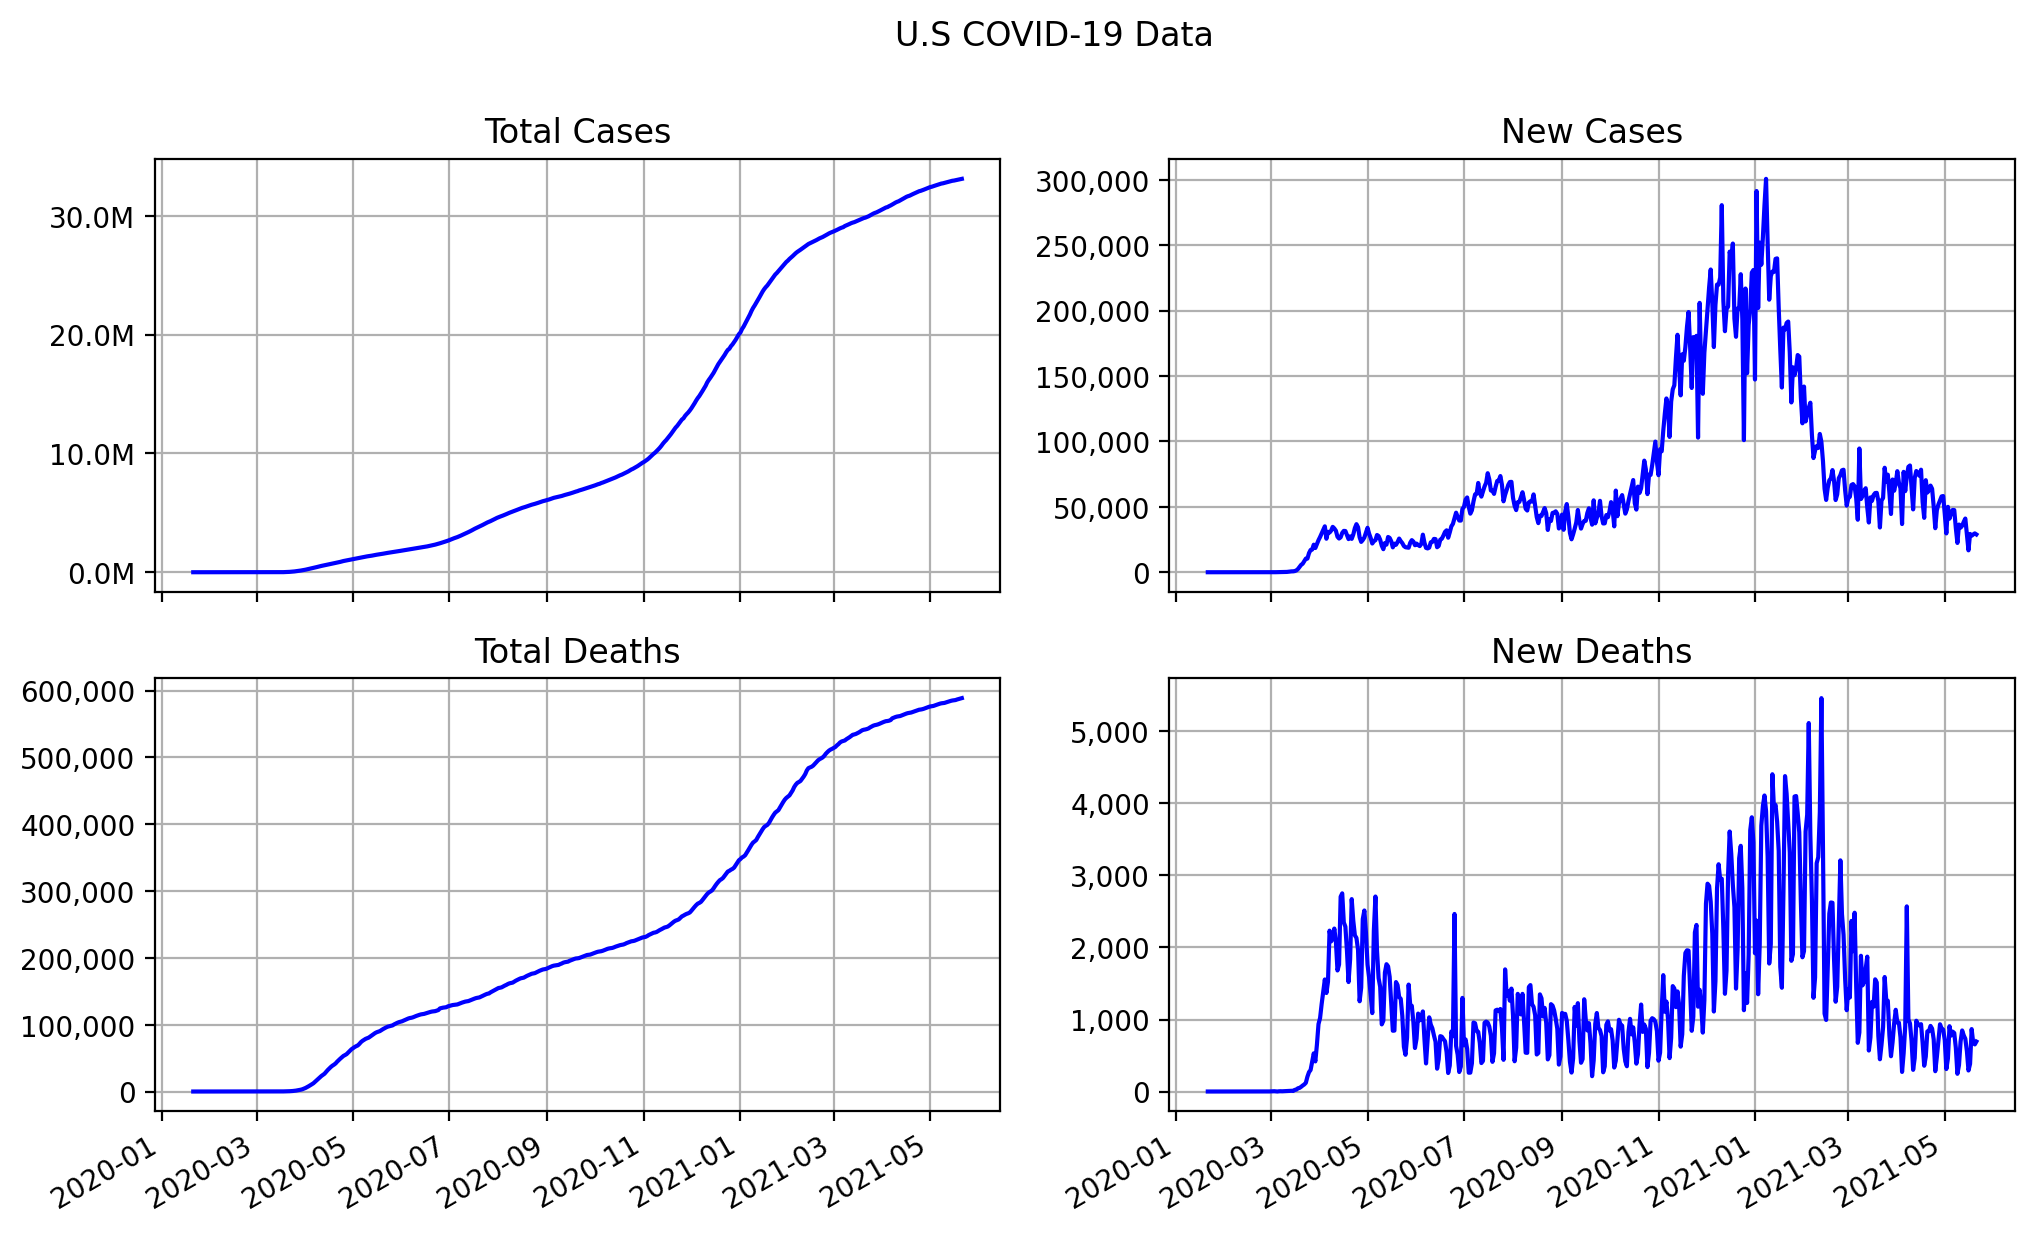 U.S COVID-19 Data
Total Cases
30.0M
20.0M
10.0M
0.0M
New Cases
300,000
250,000
200,000
150,000
100,000
50,000
0
Total Deaths
600,000
500,000
400,000
300,000
200,000
100,000
0
2020-01 2020-03 2020-05 2020-07 2020-09 2020-11 2021-01 2021-03 2021-05
New Deaths
5,000
4,000
3,000
2,000
1,000
0
2020-01 2020-03 2020-05 2020-07 2020-09 2020-11 2021-01 2021-03 2021-05